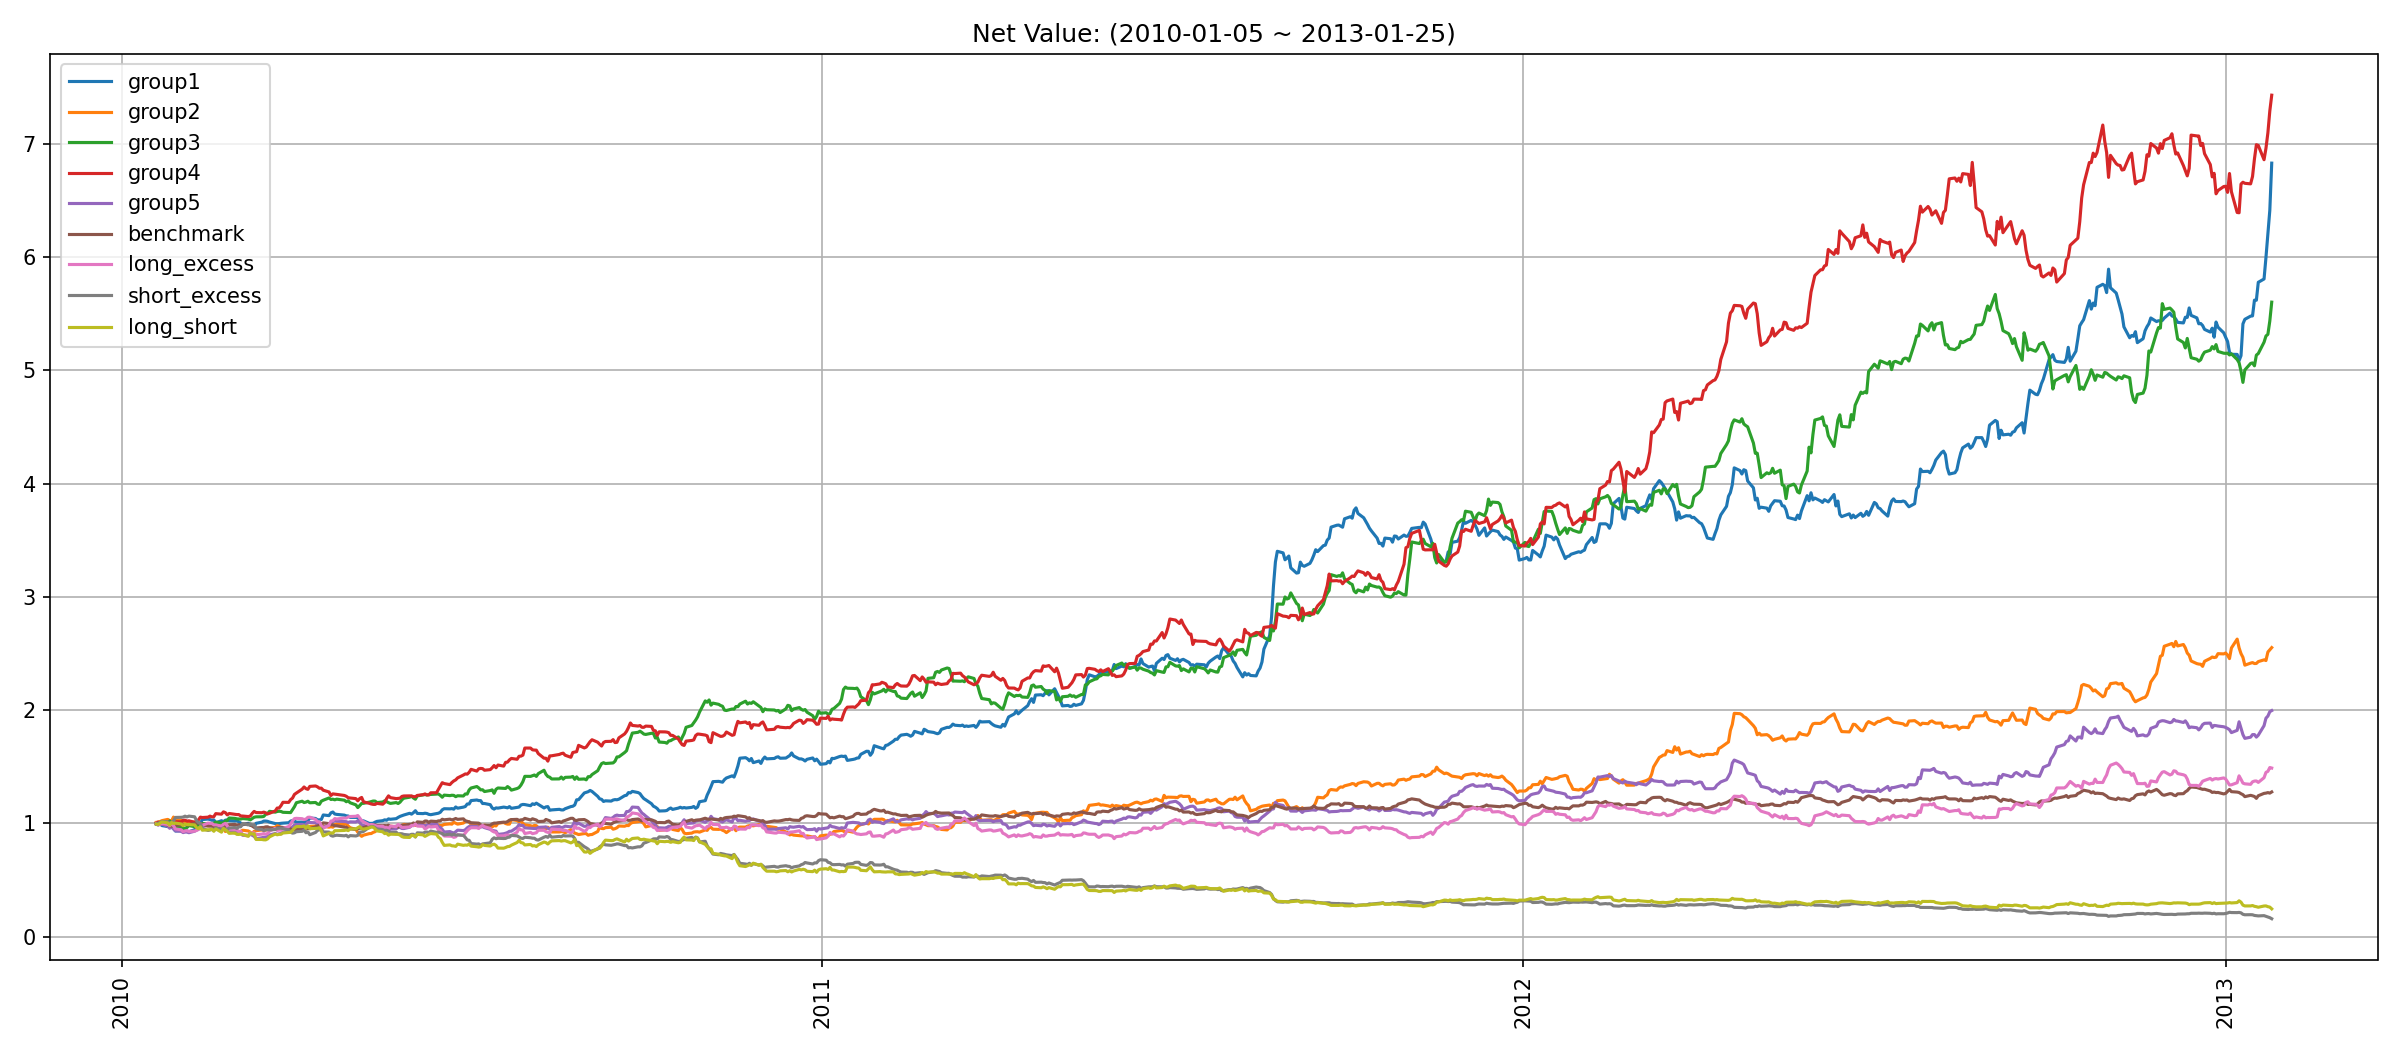 Net Value: (2010-01-05 ~ 2013-01-25)
group1
group2
group3
group4
group5
benchmark
long_excess
short_excess
long_short
7
6
5
4
3
2
1
0
2010
2011
2012
2013